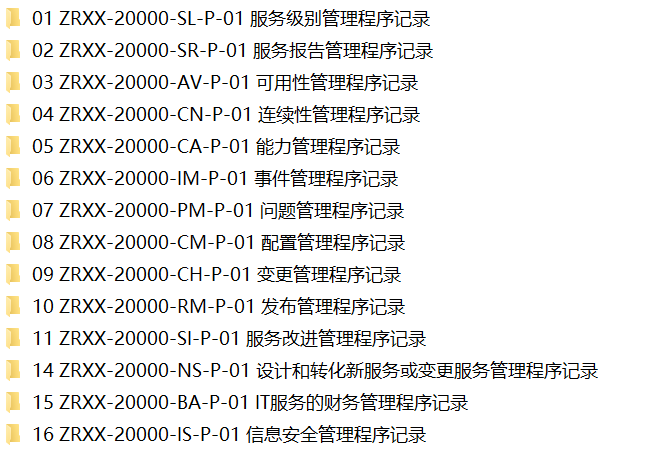 01 ZRXX-20000-SL-P-01 服务级别管理程序记录
02 ZRXX-20000-SR-P-01 服务报告管理程序记录
03 ZRXX-20000-AV-P-01 可用性管理程序记录
04 ZRXX-20000-CN-P-01 连续性管理程序记录
05 ZRXX-20000-CA-P-01 能力管理程序记录
06 ZRXX-20000-IM-P-01 事件管理程序记录
07 ZRXX-20000-PM-P-01 问题管理程序记录
08 ZRXX-20000-CM-P-01 配置管理程序记录
09 ZRXX-20000-CH-P-01 变更管理程序记录
10 ZRXX-20000-RM-P-01 发布管理程序记录
11 ZRXX-20000-SI-P-01 服务改进管理程序记录
14 ZRXX-20000-NS-P-01 设计和转化新服务或变更服务管理程序记录
15 ZRXX-20000-BA-P-01 IT服务的财务管理程序记录
16 ZRXX-20000-IS-P-01 信息安全管理程序记录